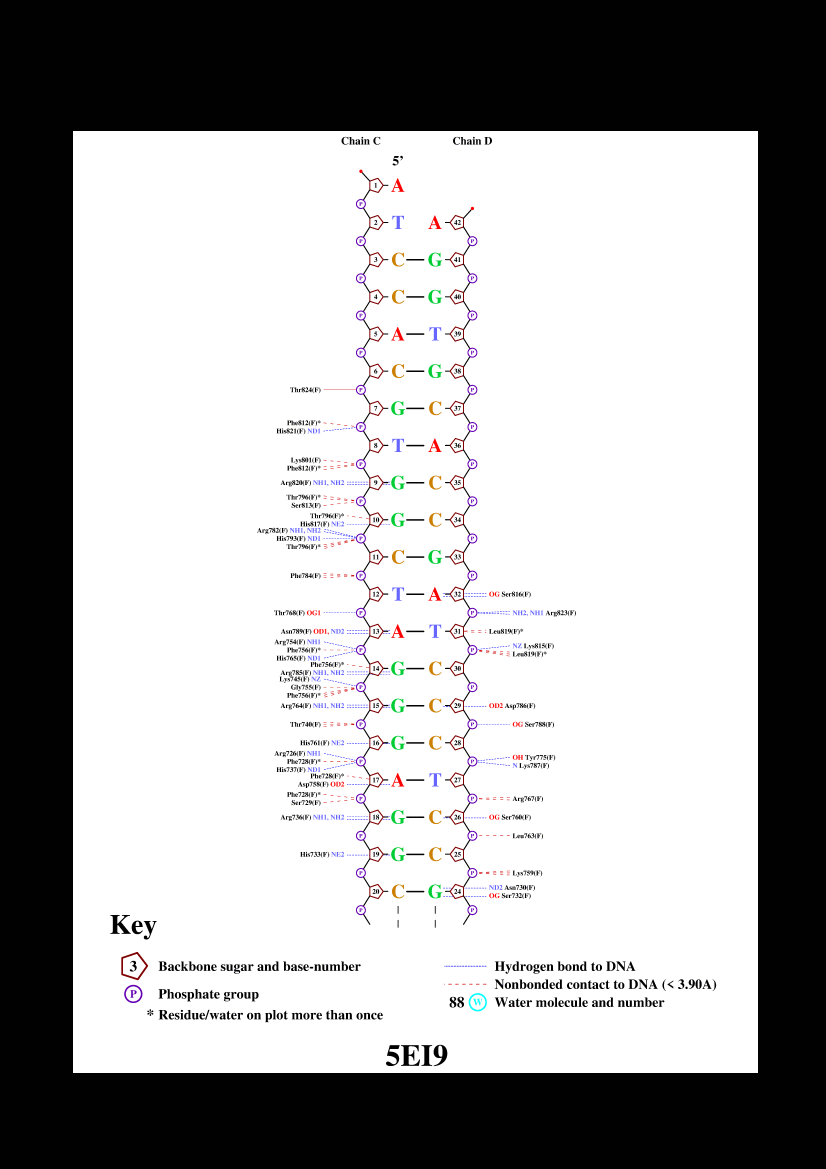 Chain C Chain D
5’
1 A
P
2 T A 42
P P
3 C G 41
P P
4 C G 40
P P
5 A T 39
P P
6 C G 38
Thr824(F) P P
7 G C 37
Phe812(F)* P P
His821(F) ND1
8 T A 36
Lys801(F) P P
Phe812(F)*
Arg820(F) NH1, NH2 9 G C 35
Thr796(F)* P P
Ser813(F)
Thr796(F)* 10 G C 34
His817(F) NE2
Arg782(F) NH1, NH2
His793(F) ND1 P P
Thr796(F)*
11 C G 33
Phe784(F) P P
12 T A 32 OG Ser816(F)
Thr768(F) OG1 P P NH2, NH1 Arg823(F)
Asn789(F) OD1, ND2 13 A T 31 Leu819(F)*
Arg754(F) NH1 NZ Lys815(F)
Phe756(F)* P P Leu819(F)*
His765(F) ND1
Phe756(F)* 14 G C 30
Arg785(F) NH1, NH2
Lys745(F) NZ
Gly755(F) P P
Phe756(F)*
Arg764(F) NH1, NH2 15 G C 29 OD2 Asp786(F)
Thr740(F) P P OG Ser788(F)
His761(F) NE2 16 G C 28
Arg726(F) NH1 OH Tyr775(F)
Phe728(F)* P P N Lys787(F)
His737(F) ND1
Phe728(F)* 17 A T 27
Asp758(F) OD2
Phe728(F)* P P Arg767(F)
Ser729(F)
Arg736(F) NH1, NH2 18 G C 26 OG Ser760(F)
P P Leu763(F)
His733(F) NE2 19 G C 25
P P Lys759(F)
20 C G 24 ND2 Asn730(F)
OG Ser732(F)
P P
Key
3 Backbone sugar and base-number
P Phosphate group
* Residue/water on plot more than once
Hydrogen bond to DNA
Nonbonded contact to DNA (< 3.90A)
88 W Water molecule and number
5EI9